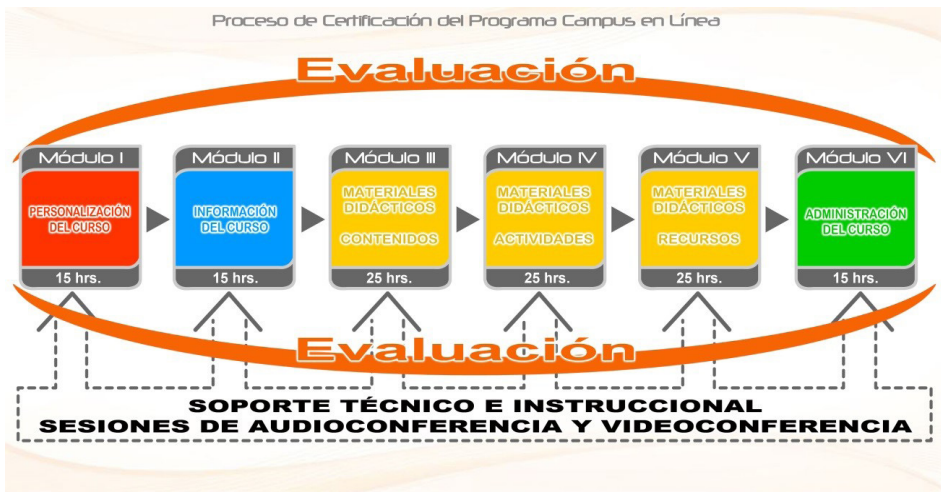 Proceso de Certificación del Programa Campus en Línea
Evaluación
Módulo I
PERSONALIZACIÓN
DEL CURSO
15 hrs.
Módulo II
INFORMACIÓN
DEL CURSO
15 hrs.
Módulo III
MATERIALES
DIDÁCTICOS
CONTENIDOS
25 hrs.
Módulo IV
MATERIALES
DIDÁCTICOS
ACTIVIDADES
25 hrs.
Módulo V
MATERIALES
DIDÁCTICOS
RECURSOS
25 hrs.
Módulo VI
ADMINISTRACIÓN
DEL CURSO
15 hrs.
Evaluación
SOPORTE TÉCNICO E INSTRUCCIONAL
SESIONES DE AUDIOCONFERENCIA Y VIDEOCONFERENCIA